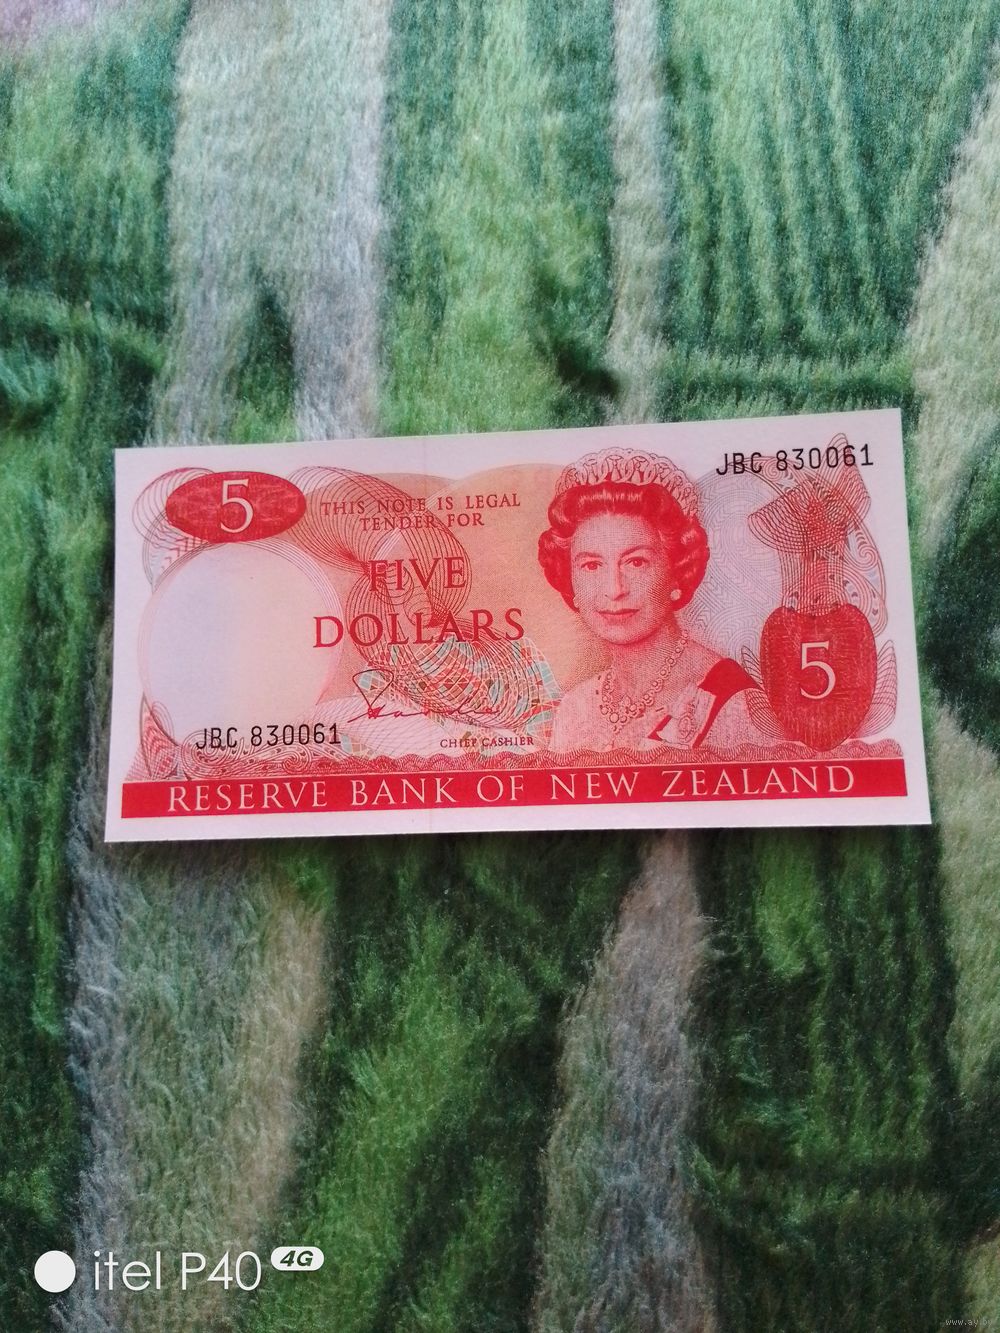 JBC 830061
5
THIS NOTE IS LEGAL
TENDER FOR
FIVE
DOLLARS
5
JBC 830061
CHIEF CASHIER
RESERVE BANK OF NEW ZEALAND
itel P40 4G